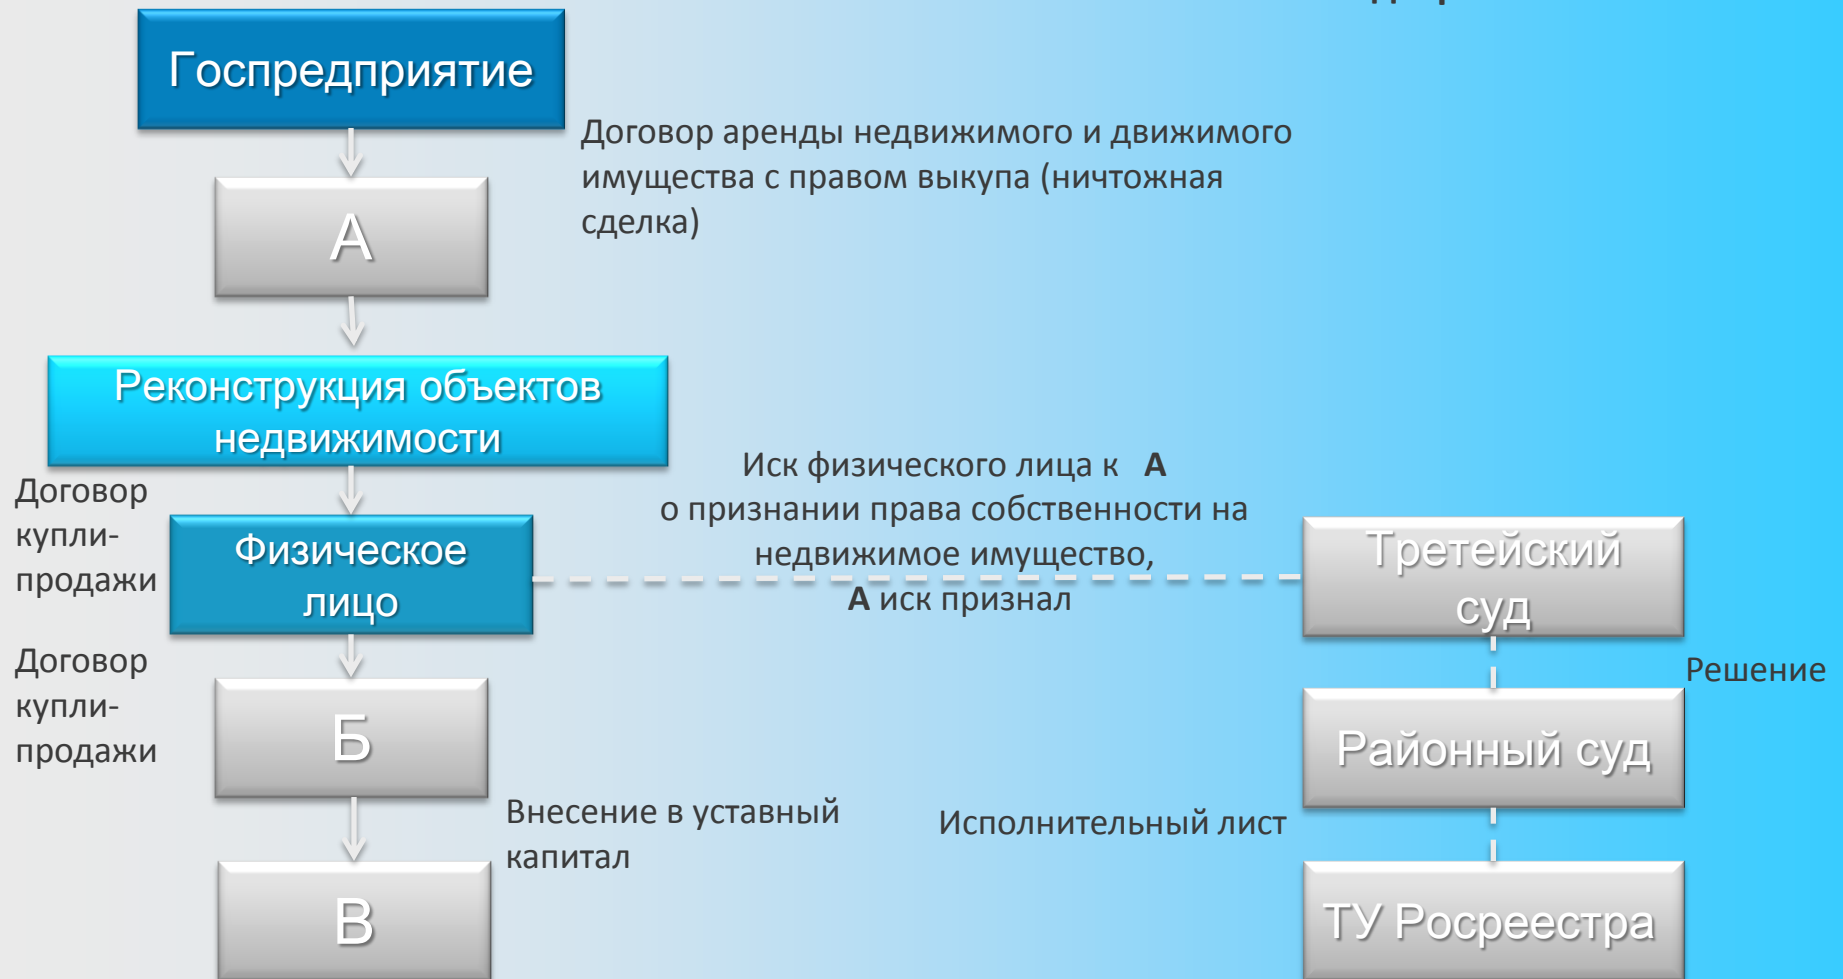 Госпредприятие
Договор аренды недвижимого и движимого
имущества с правом выкупа (ничтожная
сделка)
А
Реконструкция объектов
недвижимости
Договор
купли-
продажи
Иск физического лица к А
о признании права собственности на
недвижимое имущество,
А иск признал
Физическое
лицо
Третейский
суд
Договор
купли-
продажи
Решение
Б
Районный суд
Внесение в уставный
капитал
Исполнительный лист
В
ТУ Росреестра